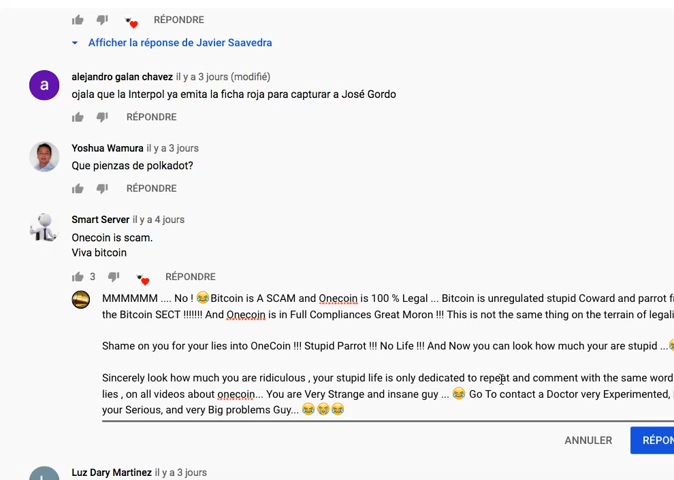 RÉPONDRE
Afficher la réponse de Javier Saavedra
alejandro galan chavez il y a 3 jours (modifié)
a
ojala que la Interpol ya emita la ficha roja para capturar a José Gordo
RÉPONDRE
Yoshua Wamura il y a 3 jours
Que pienzas de polkadot?
RÉPONDRE
Smart Server il y a 4 jours
Onecoin is scam.
Viva bitcoin
3 RÉPONDRE
MMMMMM .... No ! 😂 Bitcoin is A SCAM and Onecoin is 100 % Legal ... Bitcoin is unregulated stupid Coward and parrot
the Bitcoin SECT !!!!!!! And Onecoin is in Full Compliances Great Moron !!! This is not the same thing on the terrain of
Shame on you for your lies into OneCoin !!! Stupid Parrot !!! No Life !!! And Now you can look how much your are stupid ...
Sincerely look how much you are ridiculous , your stupid life is only dedicated to repeat and comment with the same word
lies , on all videos about onecoin... You are Very Strange and insane guy ... 😂 Go To contact a Doctor very Experimented,
your Serious, and very Big problems Guy... 😂😂😂
ANNULER RÉPON
Luz Dary Martinez il y a 3 jours